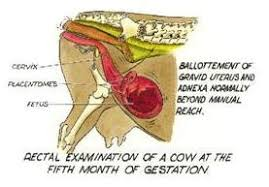 CERVIX
PLACENTOMES
FETUS
BALLOTTEMENT OF
GRAVID UTERUS AND
ADNEXA NORMALLY
BEYOND MANUAL
REACH.
RECTAL EXAMINATION OF A COW AT THE
FIFTH MONTH OF GESTATION